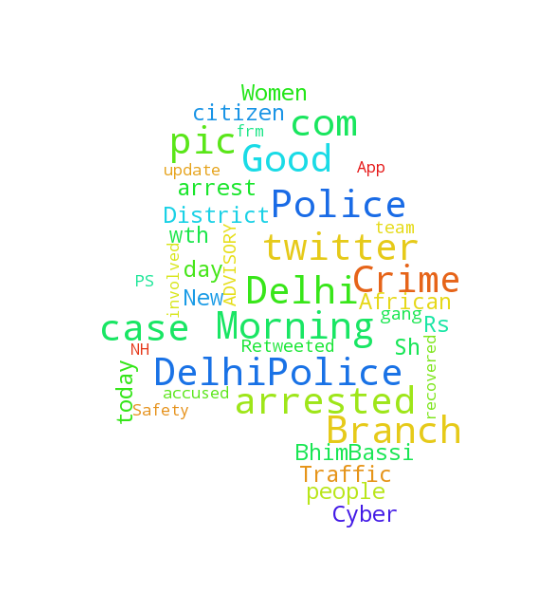 Women
citizen
com
frm
pic
Good
update
App
arrest
Police
District
team
wth
twitter
ADVISORY
involved
day
Crime
PS
Delhi
New
African
gang
Rs
case
Morning
NH
Retweeted
Sh
recovered
DelhiPolice
today
accused
arrested
Safety
Branch
BhimBassi
Traffic
people
Cyber